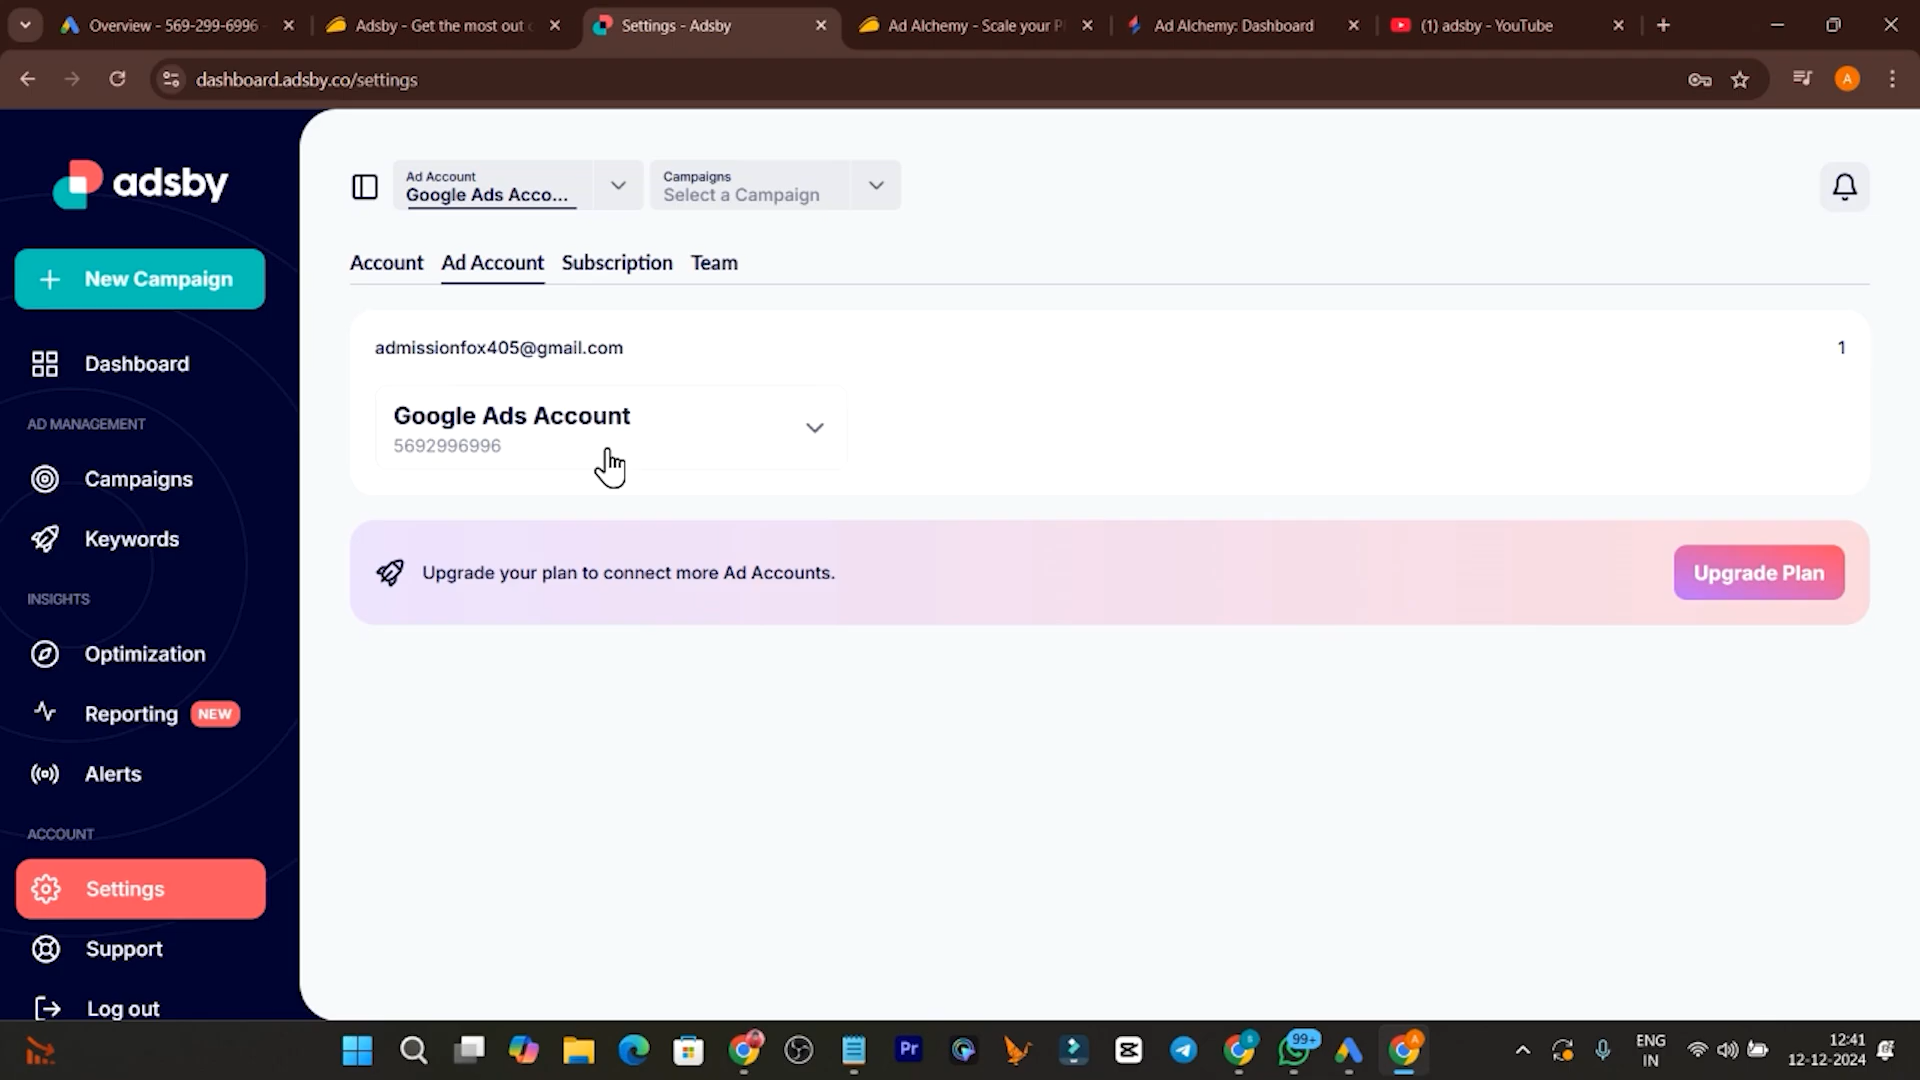 Overview - 569-299-6996
Adsby - Get the most out
Settings - Adsby
Ad Alchemy - Scale your P
Ad Alchemy: Dashboard
(1) adsby - YouTube
dashboard.adsby.co/settings
A
adsby
Ad Account
Google Ads Acco...
Campaigns
Select a Campaign
New Campaign
Account
Ad Account
Subscription
Team
Dashboard
admissionfox405@gmail.com
1
AD MANAGEMENT
Google Ads Account
5692996996
Campaigns
Keywords
Upgrade your plan to connect more Ad Accounts.
Upgrade Plan
INSIGHTS
Optimization
Reporting NEW
Alerts
ACCOUNT
Settings
Support
Log out
Pr
99+
ENG
IN
12:41
12-12-2024